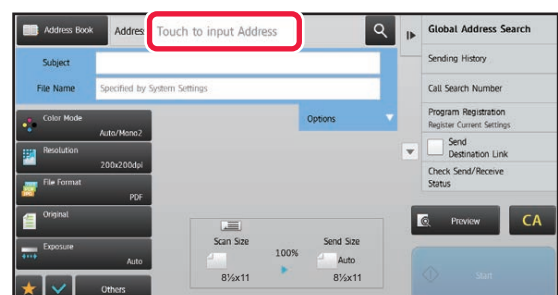 Address Book
Address
Touch to input Address
Subject
File Name
Specified by System Settings
Options
Color Mode
Auto/Mono2
Resolution
200x200dpi
File Format
PDF
Original
Exposure
Auto
Others
Scan Size
8½x11
100%
Send Size
Auto
8½x11
Global Address Search
Sending History
Call Search Number
Program Registration
Register Current Settings
Send
Destination Link
Check Send/Receive
Status
Preview
CA
Start